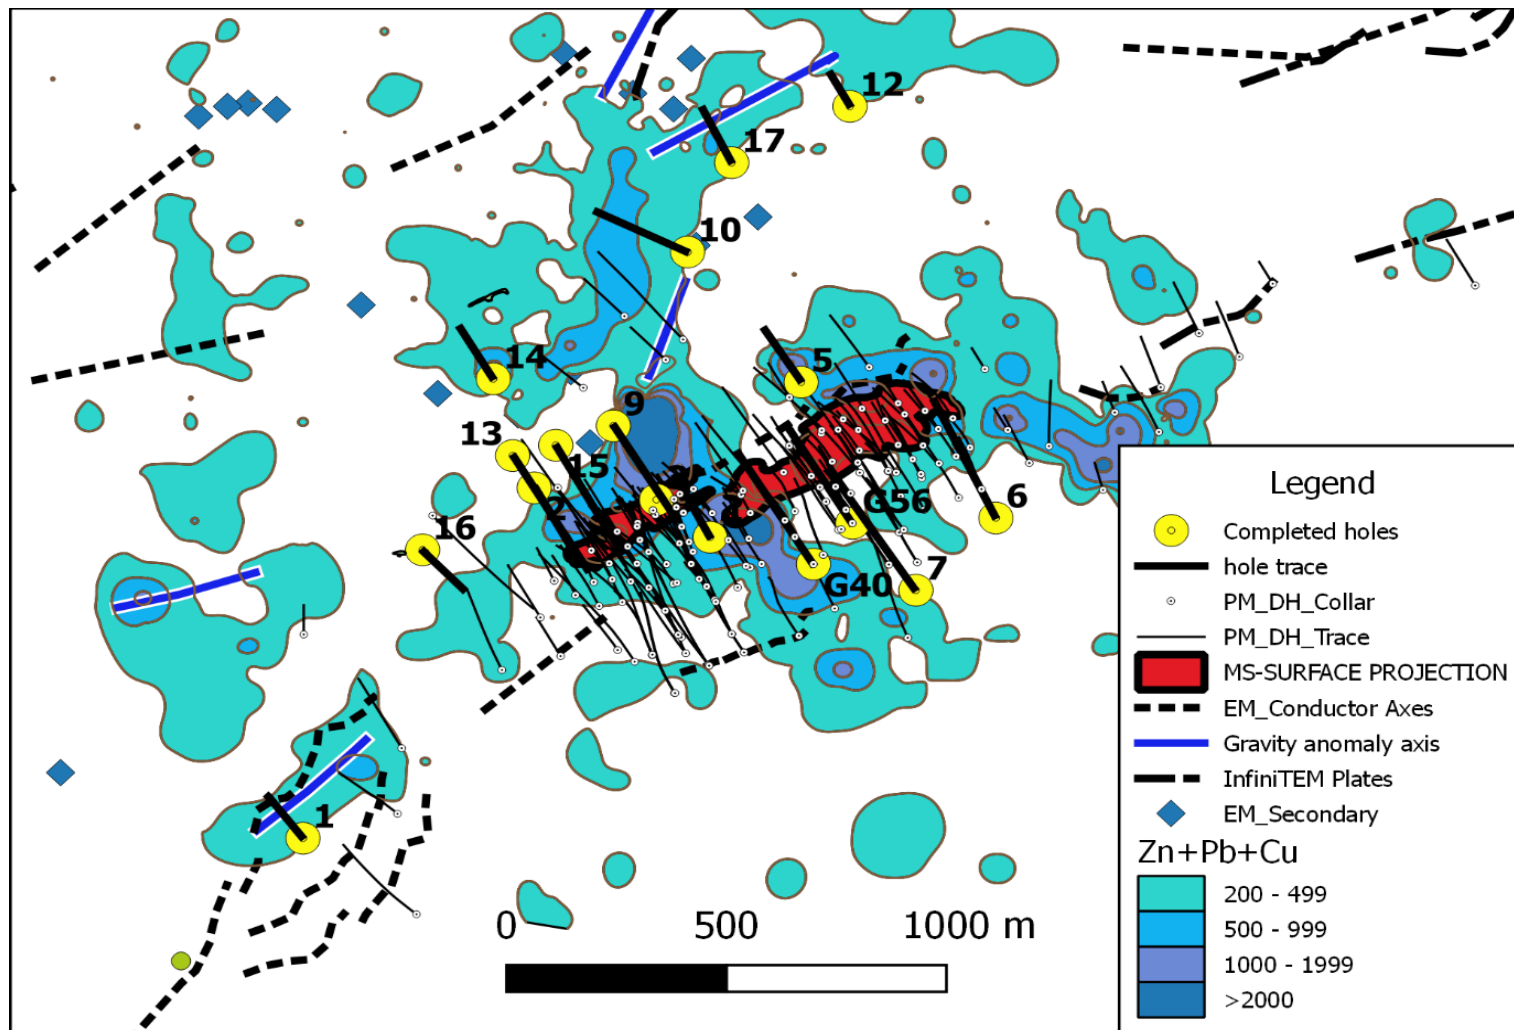 12
17
10
14
5
9
13
15
2
16
G56
6
7
G40
1
0 500 1000 m
Legend
Completed holes
hole trace
PM_DH_Collar
PM_DH_Trace
MS-SURFACE PROJECTION
EM_Conductor Axes
Gravity anomaly axis
InfiniTEM Plates
EM_Secondary
Zn+Pb+Cu
200 - 499
500 - 999
1000 - 1999
>2000